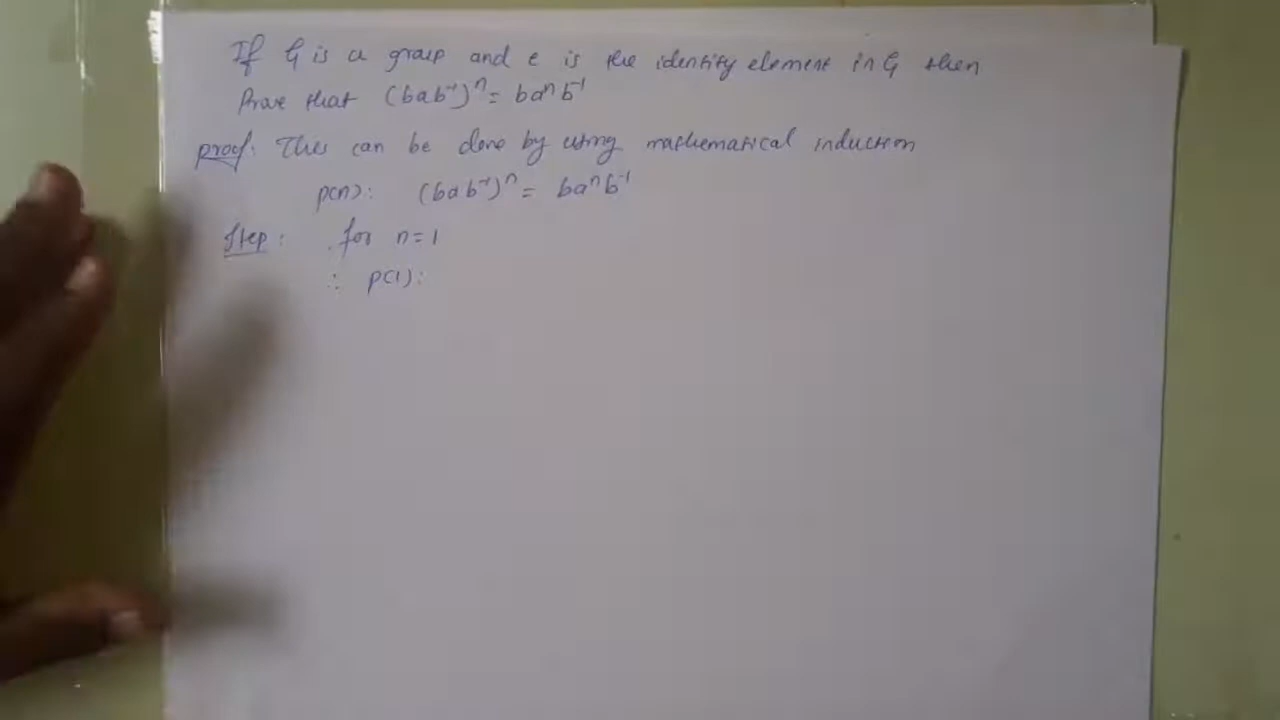 If G is a group and e is the identity element in G then
Prove that (bab⁻¹)ⁿ = baⁿb⁻¹
proof: This can be done by using mathematical induction
p(n): (bab⁻¹)ⁿ = baⁿb⁻¹
Step: for n=1
∴ p(1):